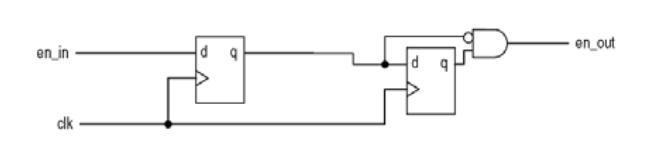 en_in
d q
d q
en_out
clk